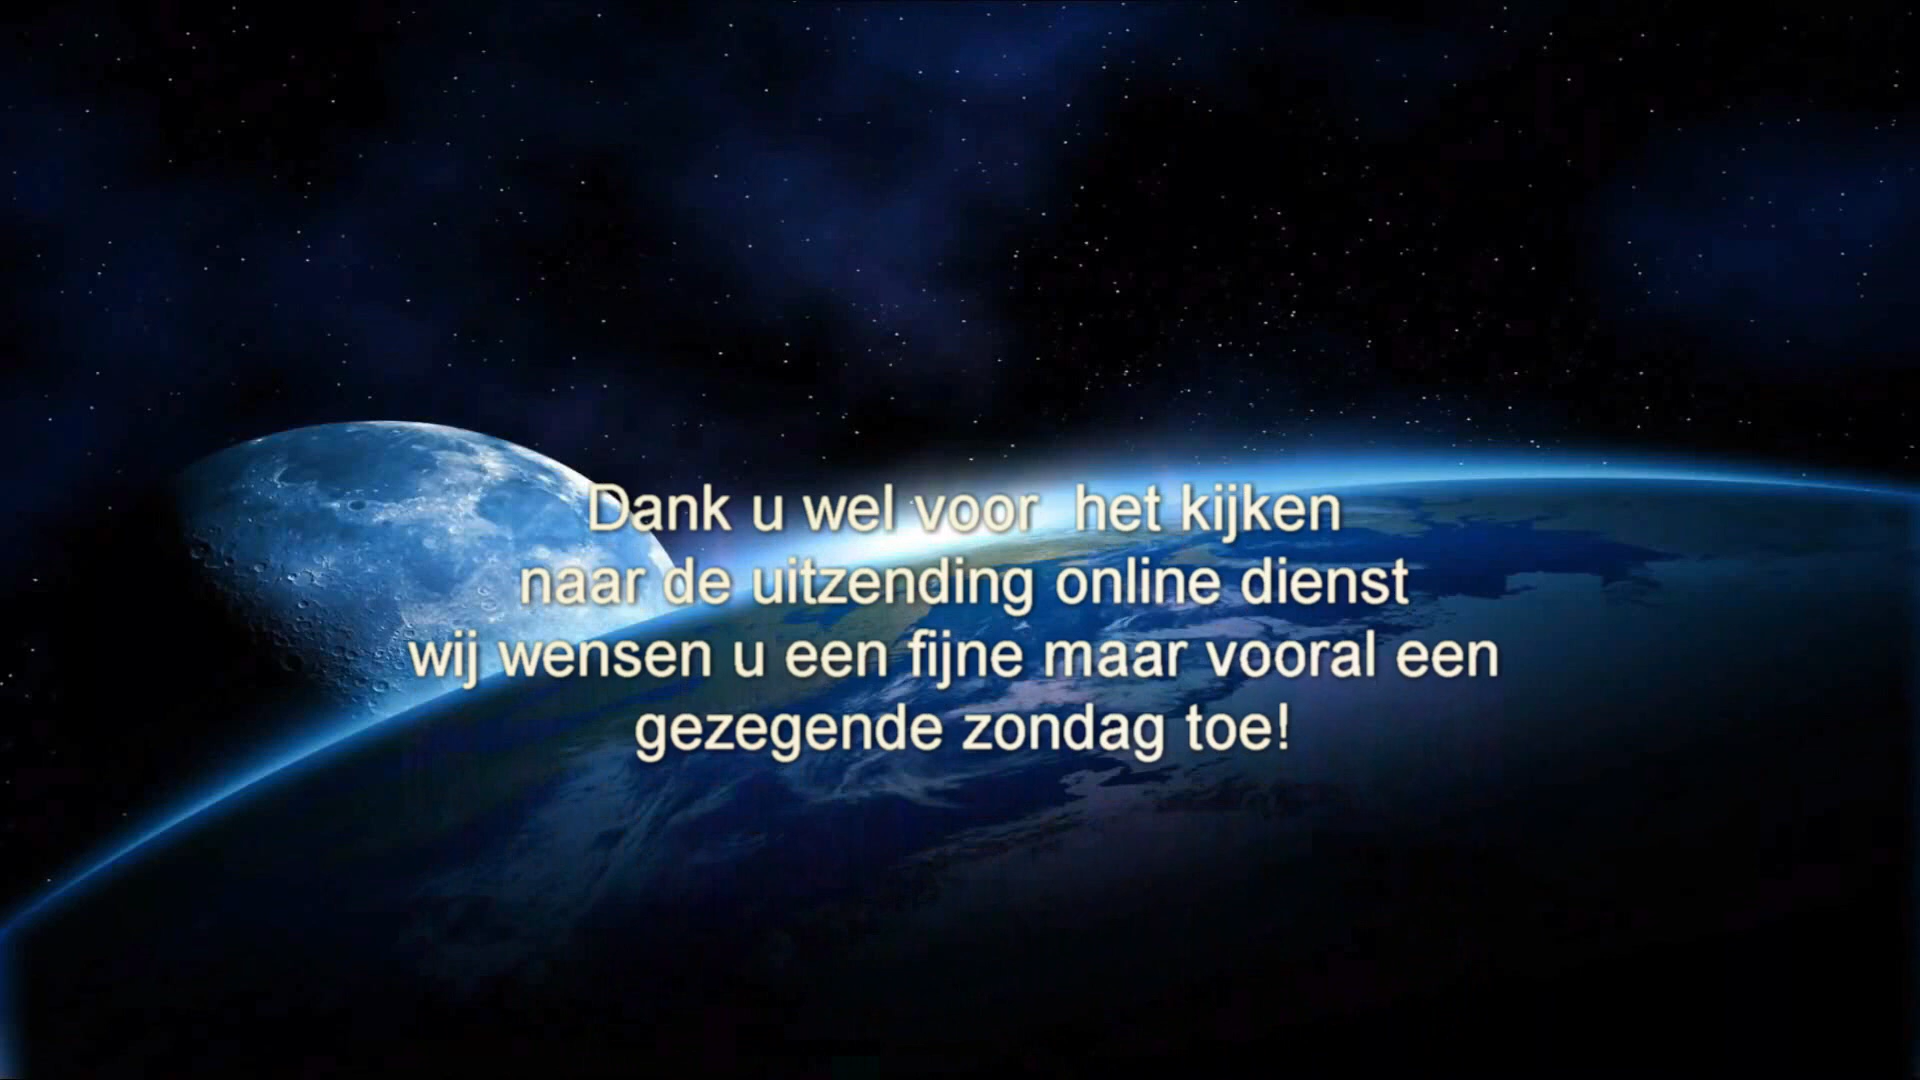 Dank u wel voor  het kijken
naar de uitzending online dienst
wij wensen u een fijne maar vooral een
gezegende zondag toe!